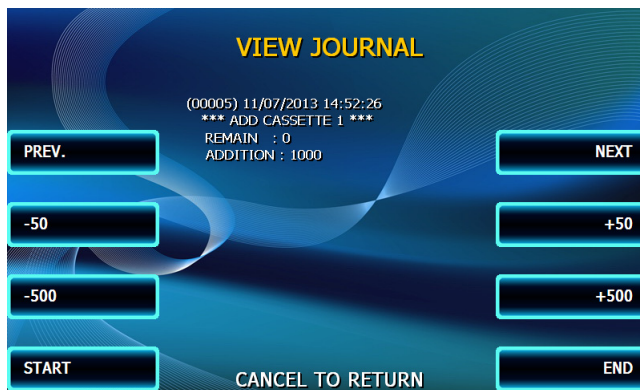 VIEW JOURNAL
(00005) 11/07/2013 14:52:26
*** ADD CASSETTE 1 ***
REMAIN : 0
ADDITION : 1000
PREV.
NEXT
-50
+50
-500
+500
START
END
CANCEL TO RETURN